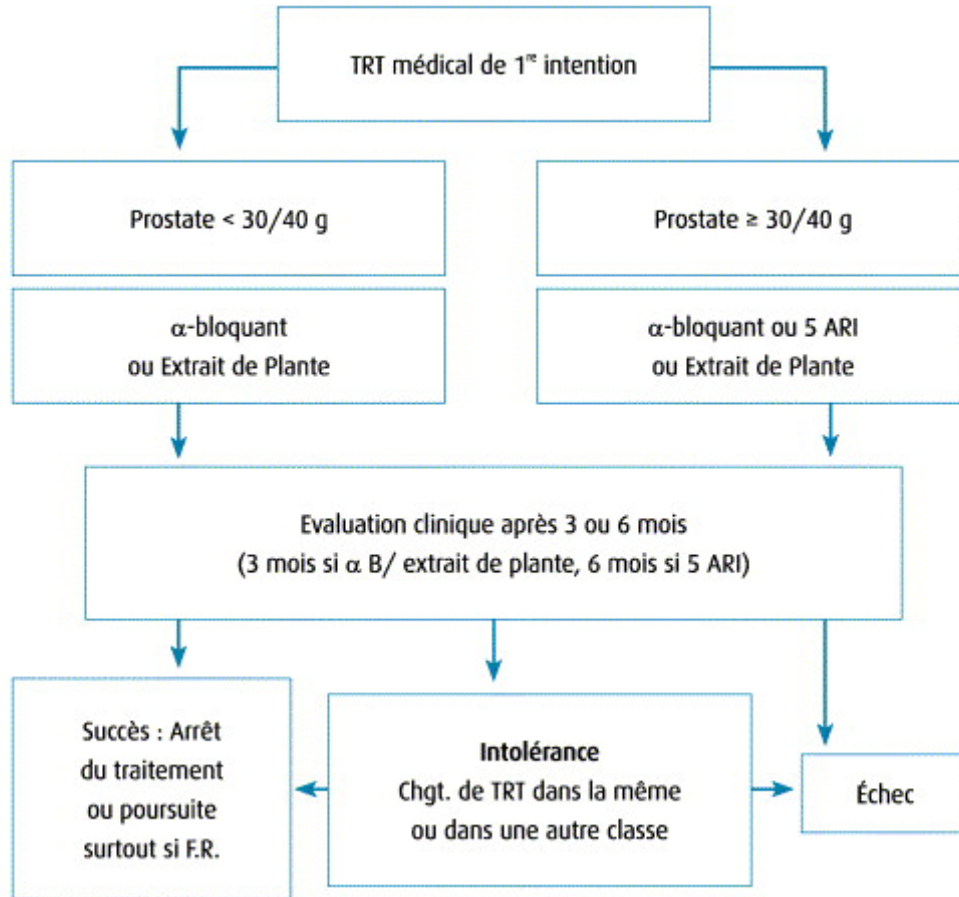 TRT médical de 1re intention
Prostate < 30/40 g
Prostate ≥ 30/40 g
α-bloquant
ou Extrait de Plante
α-bloquant ou 5 ARI
ou Extrait de Plante
Evaluation clinique après 3 ou 6 mois
(3 mois si α B/ extrait de plante, 6 mois si 5 ARI)
Succès : Arrêt
du traitement
ou poursuite
surtout si F.R.
Intolérance
Chgt. de TRT dans la même
ou dans une autre classe
Échec